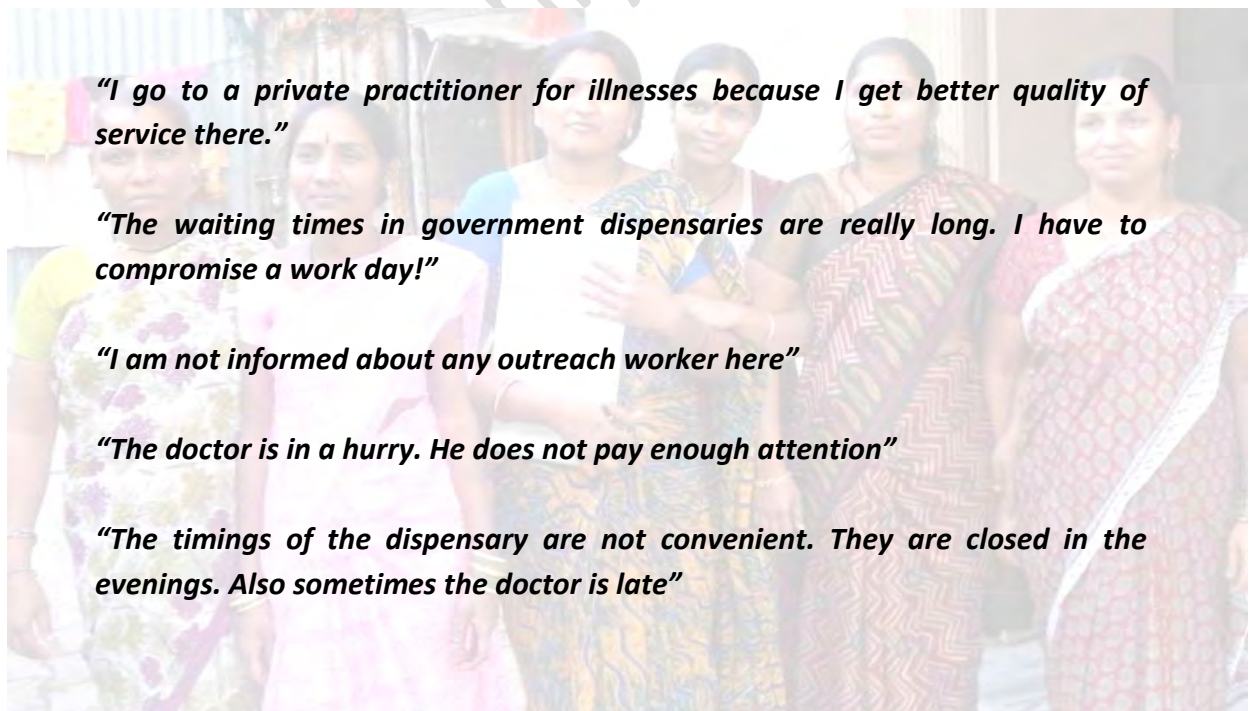 “I go to a private practitioner for illnesses because I get better quality of
service there.”
“The waiting times in government dispensaries are really long. I have to
compromise a work day!”
“I am not informed about any outreach worker here”
“The doctor is in a hurry. He does not pay enough attention”
“The timings of the dispensary are not convenient. They are closed in the
evenings. Also sometimes the doctor is late”